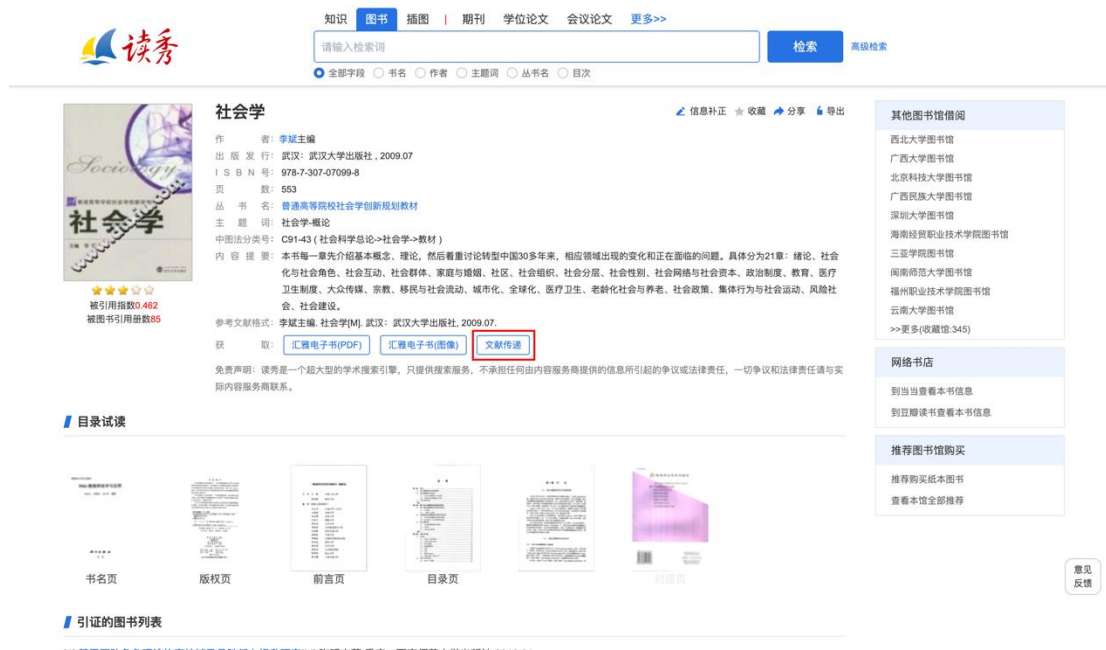 读秀
知识 图书 插图 | 期刊 学位论文 会议论文 更多>>
请输入检索词
检索
高级检索
全部字段 书名 作者 主题词 丛书名 目次
Sociology
社会学
被引用指数0.462
被图书引用册数85
社会学
信息补正 收藏 分享 导出
作 者: 李斌主编
出 版 发 行: 武汉: 武汉大学出版社 , 2009.07
I S B N 号: 978-7-307-07099-8
页 数: 553
丛 书 名: 普通高等院校社会学创新规划教材
主 题 词: 社会学-概论
中图法分类号: C91-43 ( 社会科学总论->社会学->教材 )
内 容 提 要: 本书每一章先介绍基本概念、理论，然后着重讨论转型中国30多年来，相应领域出现的变化和正在面临的问题。具体分为21章：绪论、社会
化与社会角色、社会互动、社会群体、家庭与婚姻、社区、社会组织、社会分层、社会性别、社会网络与社会资本、政治制度、教育、医疗
卫生制度、大众传媒、宗教、移民与社会流动、城市化、全球化、医疗卫生、老龄化社会与养老、社会政策、集体行为与社会运动、风险社
会、社会建设。
参考文献格式: 李斌主编. 社会学[M]. 武汉：武汉大学出版社, 2009.07.
获 取: 汇雅电子书(PDF) 汇雅电子书(图像) 文献传递
免责声明：读秀是一个超大型的学术搜索引擎，只提供搜索服务，不承担任何由内容服务商提供的信息所引起的争议或法律责任，一切争议和法律责任请与实
际内容服务商联系。
目录试读
书名页 版权页 前言页 目录页 封底页
引证的图书列表
其他图书馆借阅
西北大学图书馆
广西大学图书馆
北京科技大学图书馆
广西民族大学图书馆
深圳大学图书馆
海南经贸职业技术学院图书馆
三亚学院图书馆
闽南师范大学图书馆
福州职业技术学院图书馆
云南大学图书馆
>>更多(收藏馆:345)
网络书店
到当当查看本书信息
到豆瓣读书查看本书信息
推荐图书馆购买
推荐购买纸本图书
查看本馆全部推荐
意见
反馈